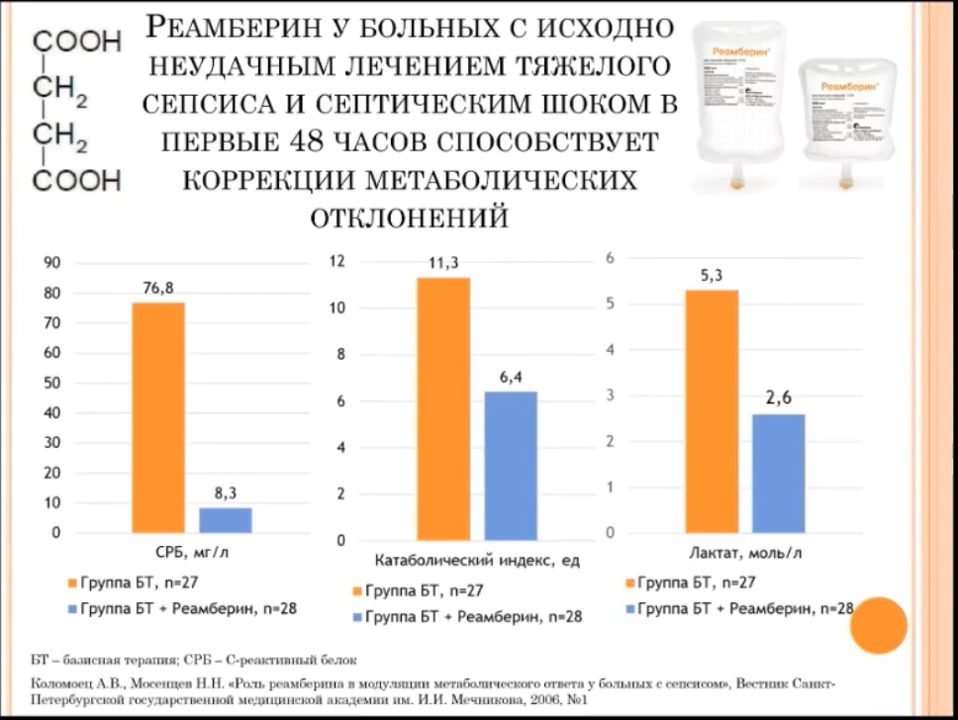 COOH
CH2
CH2
COOH
Реамберин у больных с исходно
неудачным лечением тяжелого
сепсиса и септическим шоком в
первые 48 часов способствует
коррекции метаболических
отклонений
Реамберин®
Реамберин®
90
80
70
60
50
40
30
20
10
0
76,8
8,3
СРБ, мг/л
Группа БТ, n=27
Группа БТ + Реамберин, n=28
12
10
8
6
4
2
0
11,3
6,4
Катаболический индекс, ед
Группа БТ, n=27
Группа БТ + Реамберин, n=28
6
5
4
3
2
1
0
5,3
2,6
Лактат, моль/л
Группа БТ, n=27
Группа БТ + Реамберин, n=28
БТ – базисная терапия; СРБ – С-реактивный белок
Коломоец А.В., Мосенцев Н.Н. «Роль реамберина в модуляции метаболического ответа у больных с сепсисом», Вестник Санкт-
Петербургской государственной медицинской академии им. И.И. Мечникова, 2006, №1